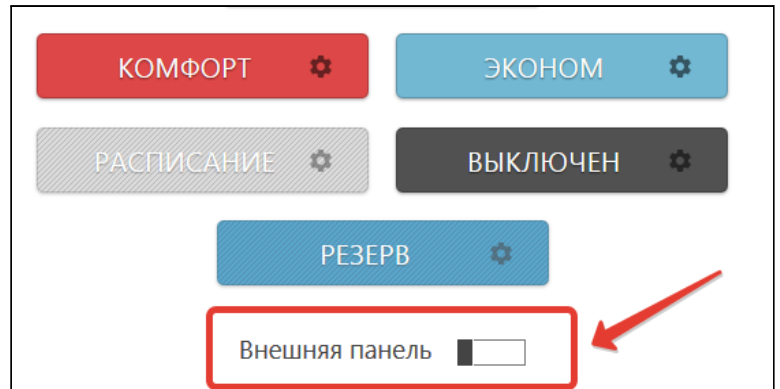 КОМФОРТ
ЭКОНОМ
РАСПИСАНИЕ
ВЫКЛЮЧЕН
РЕЗЕРВ
Внешняя панель